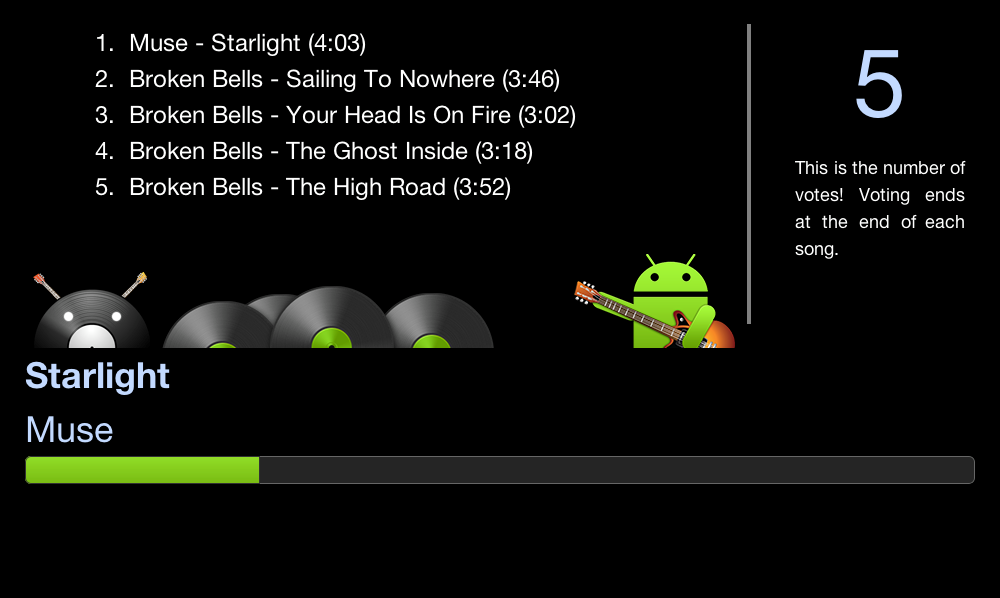 1. Muse - Starlight (4:03)
2. Broken Bells - Sailing To Nowhere (3:46)
3. Broken Bells - Your Head Is On Fire (3:02)
4. Broken Bells - The Ghost Inside (3:18)
5. Broken Bells - The High Road (3:52)
5
This is the number of
votes! Voting ends
at the end of each
song.
Starlight
Muse